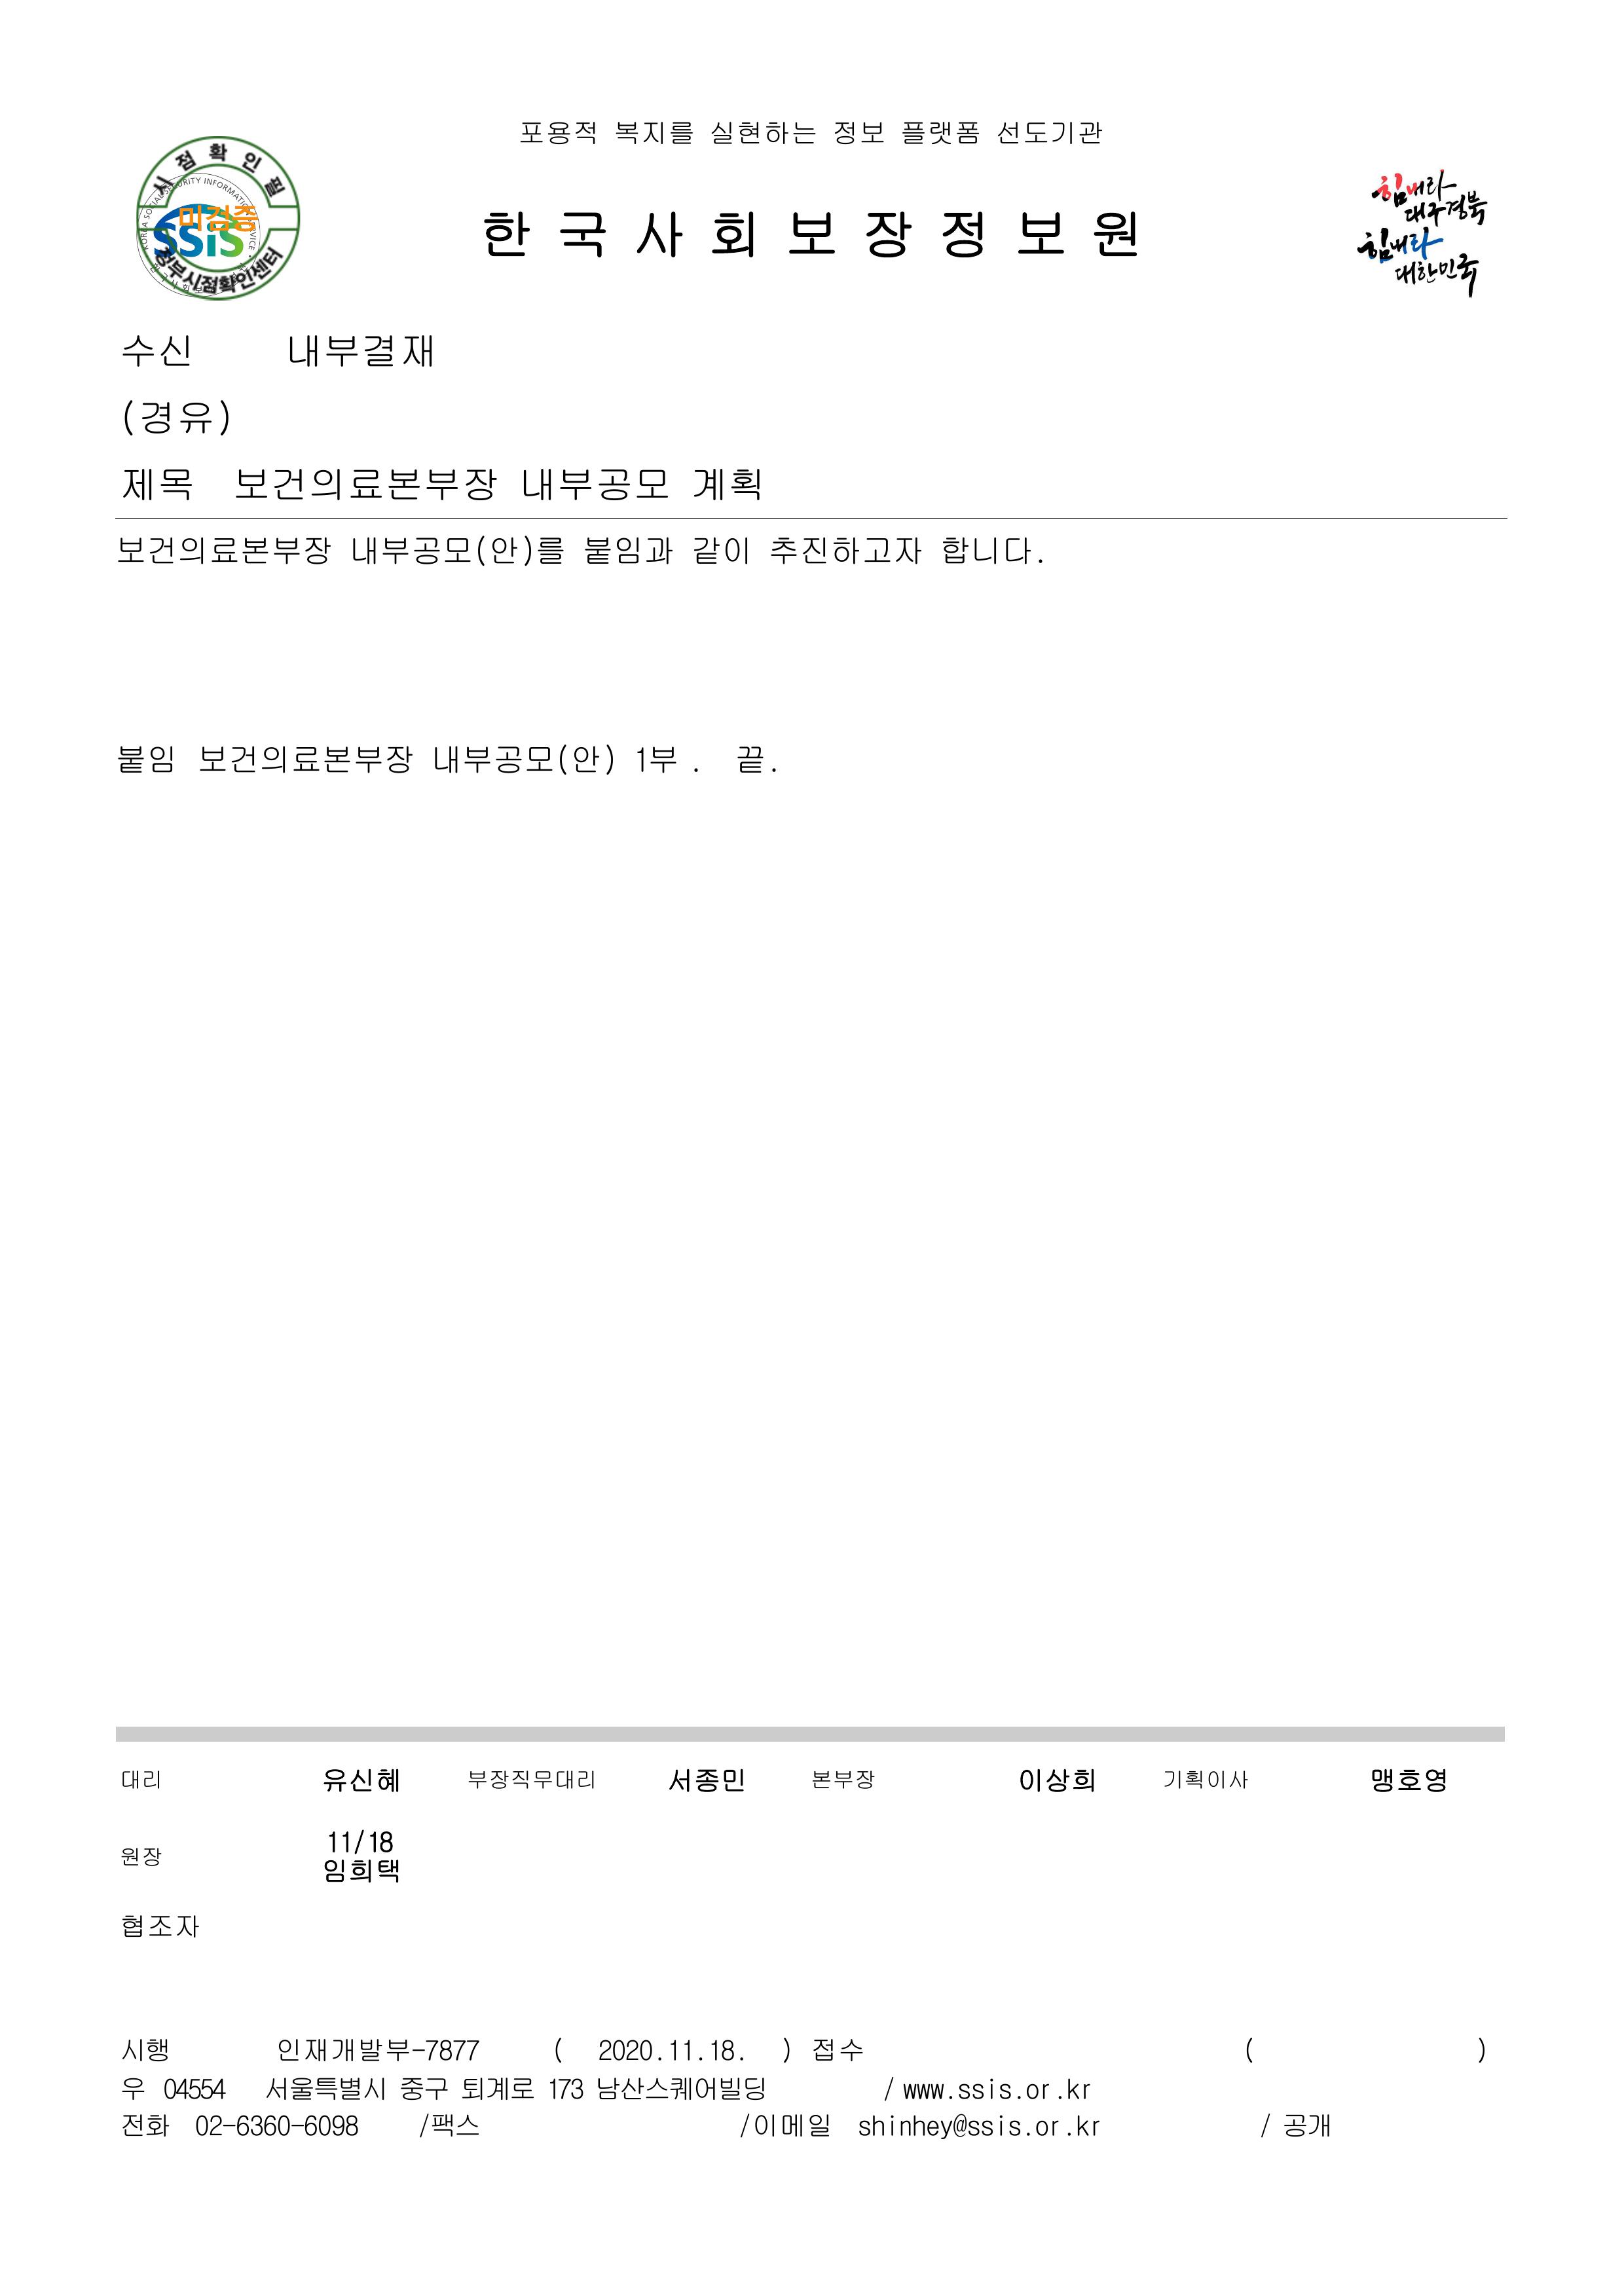 포용적 복지를 실현하는 정보 플랫폼 선도기관
시점확인필
KOREA SOCIAL SECURITY INFORMATION SERVICE
미검증
SSiS
정부시점확인센터
한국사회보장정보원
힘내라
대구경북
힘내라
대한민국
수신 내부결재
(경유)
제목 보건의료본부장 내부공모 계획
보건의료본부장 내부공모(안)를 붙임과 같이 추진하고자 합니다.
붙임 보건의료본부장 내부공모(안) 1부. 끝.
대리 유신혜 부장직무대리 서종민 본부장 이상희 기획이사 맹호영
원장 11/18 임희택
협조자
시행 인재개발부-7877 ( 2020.11.18. ) 접수 ( )
우 04554 서울특별시 중구 퇴계로 173 남산스퀘어빌딩 / www.ssis.or.kr
전화 02-6360-6098 /팩스 /이메일 shinhey@ssis.or.kr / 공개